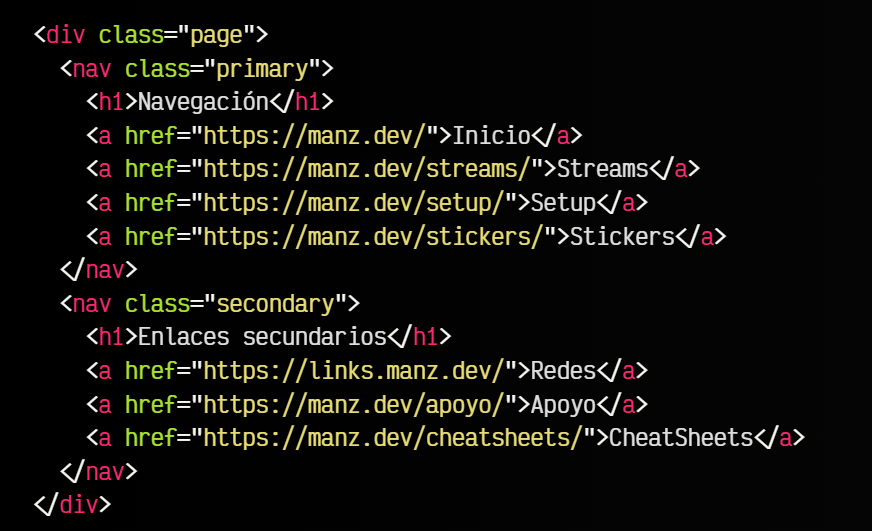 <div class="page">
<nav class="primary">
<h1>Navegación</h1>
<a href="https://manz.dev/">Inicio</a>
<a href="https://manz.dev/streams/">Streams</a>
<a href="https://manz.dev/setup/">Setup</a>
<a href="https://manz.dev/stickers/">Stickers</a>
</nav>
<nav class="secondary">
<h1>Enlaces secundarios</h1>
<a href="https://links.manz.dev/">Redes</a>
<a href="https://manz.dev/apoyo/">Apoyo</a>
<a href="https://manz.dev/cheatsheets/">CheatSheets</a>
</nav>
</div>